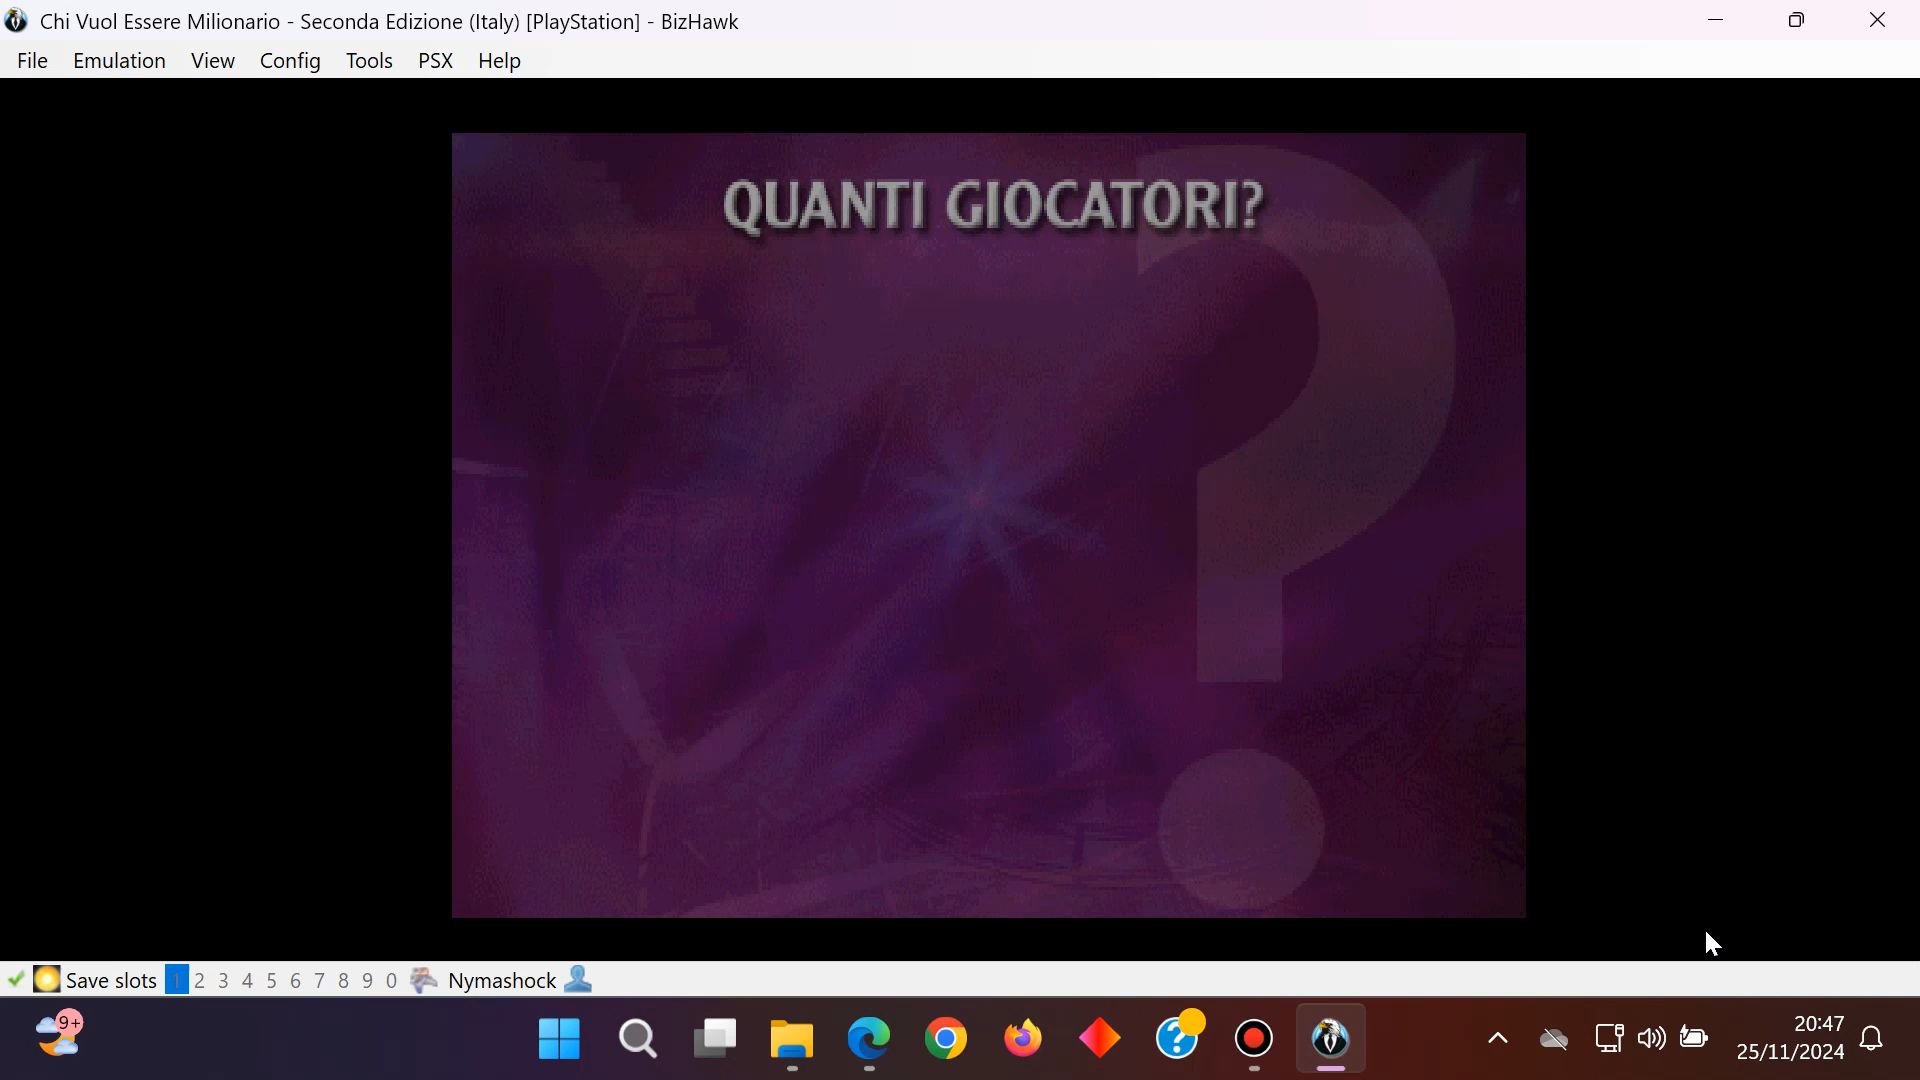 Chi Vuol Essere Milionario - Seconda Edizione (Italy) [PlayStation] - BizHawk
File Emulation View Config Tools PSX Help
QUANTI GIOCATORI?
Save slots 1 2 3 4 5 6 7 8 9 0 Nymashock
9+
20:47
25/11/2024